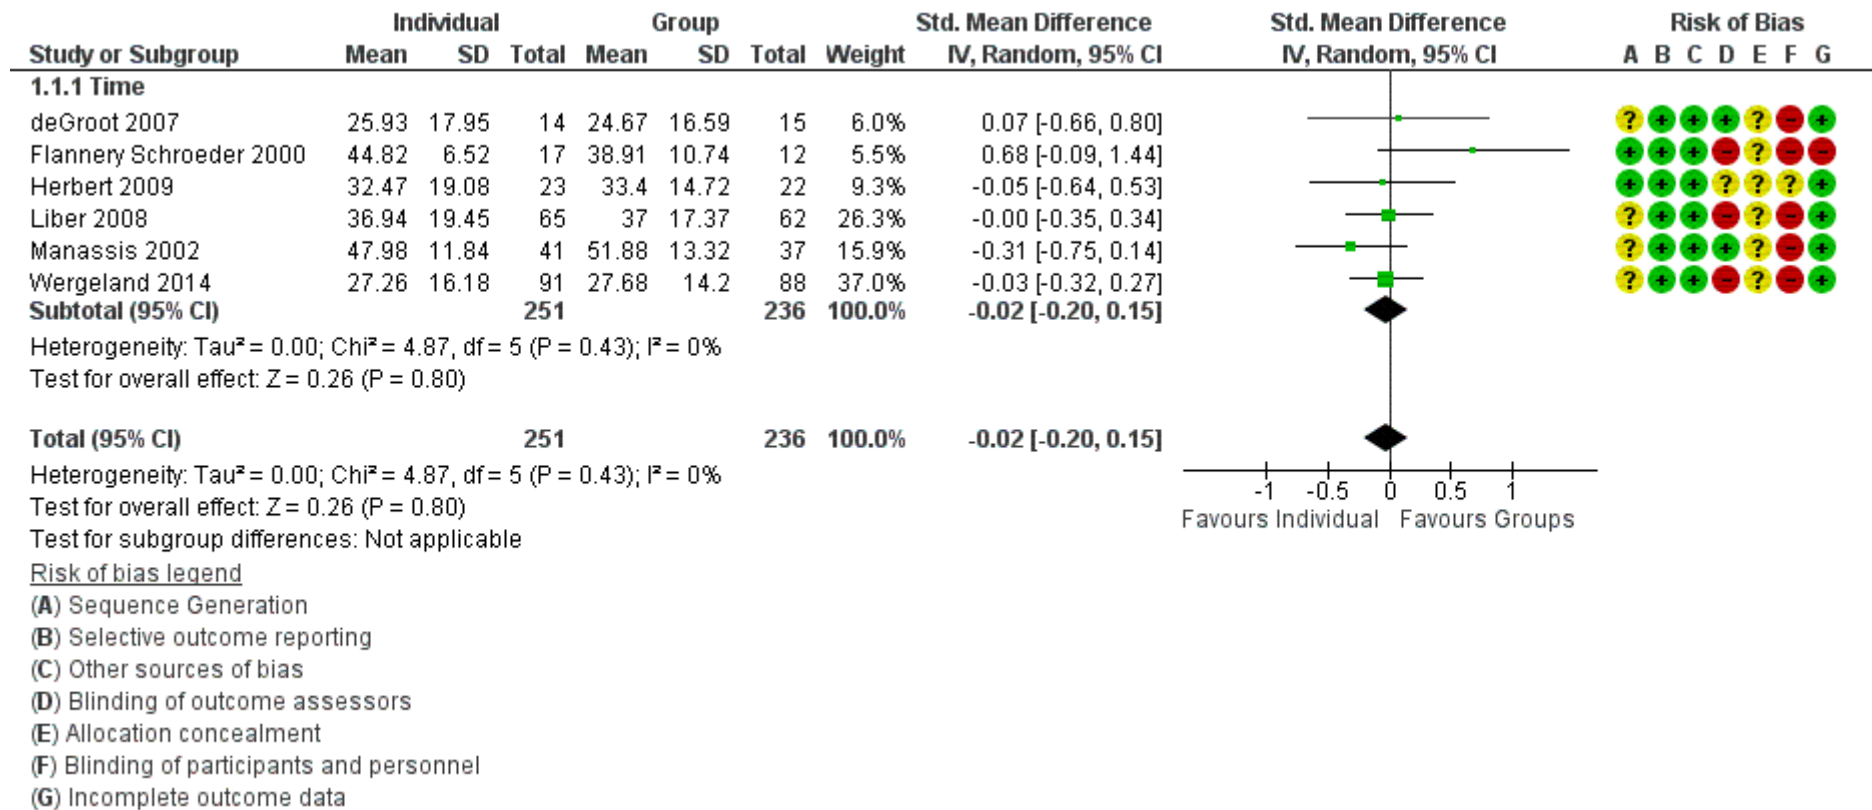 Individual Group Std. Mean Difference Std. Mean Difference Risk of Bias
Study or Subgroup Mean SD Total Mean SD Total Weight IV, Random, 95% CI IV, Random, 95% CI A B C D E F G
1.1.1 Time
deGroot 2007 25.93 17.95 14 24.67 16.59 15 6.0% 0.07 [-0.66, 0.80] ? + + + ? - +
Flannery Schroeder 2000 44.82 6.52 17 38.91 10.74 12 5.5% 0.68 [-0.09, 1.44] + + + - ? - -
Herbert 2009 32.47 19.08 23 33.4 14.72 22 9.3% -0.05 [-0.64, 0.53] + + + ? ? ? +
Liber 2008 36.94 19.45 65 37 17.37 62 26.3% -0.00 [-0.35, 0.34] ? + + - ? - +
Manassis 2002 47.98 11.84 41 51.88 13.32 37 15.9% -0.31 [-0.75, 0.14] ? + + + ? - +
Wergeland 2014 27.26 16.18 91 27.68 14.2 88 37.0% -0.03 [-0.32, 0.27] ? + + - ? - +
Subtotal (95% CI) 251 236 100.0% -0.02 [-0.20, 0.15]
Heterogeneity: Tau² = 0.00; Chi² = 4.87, df = 5 (P = 0.43); I² = 0%
Test for overall effect: Z = 0.26 (P = 0.80)
Total (95% CI) 251 236 100.0% -0.02 [-0.20, 0.15]
Heterogeneity: Tau² = 0.00; Chi² = 4.87, df = 5 (P = 0.43); I² = 0%
Test for overall effect: Z = 0.26 (P = 0.80)
Test for subgroup differences: Not applicable
-1 -0.5 0 0.5 1
Favours Individual Favours Groups
Risk of bias legend
(A) Sequence Generation
(B) Selective outcome reporting
(C) Other sources of bias
(D) Blinding of outcome assessors
(E) Allocation concealment
(F) Blinding of participants and personnel
(G) Incomplete outcome data